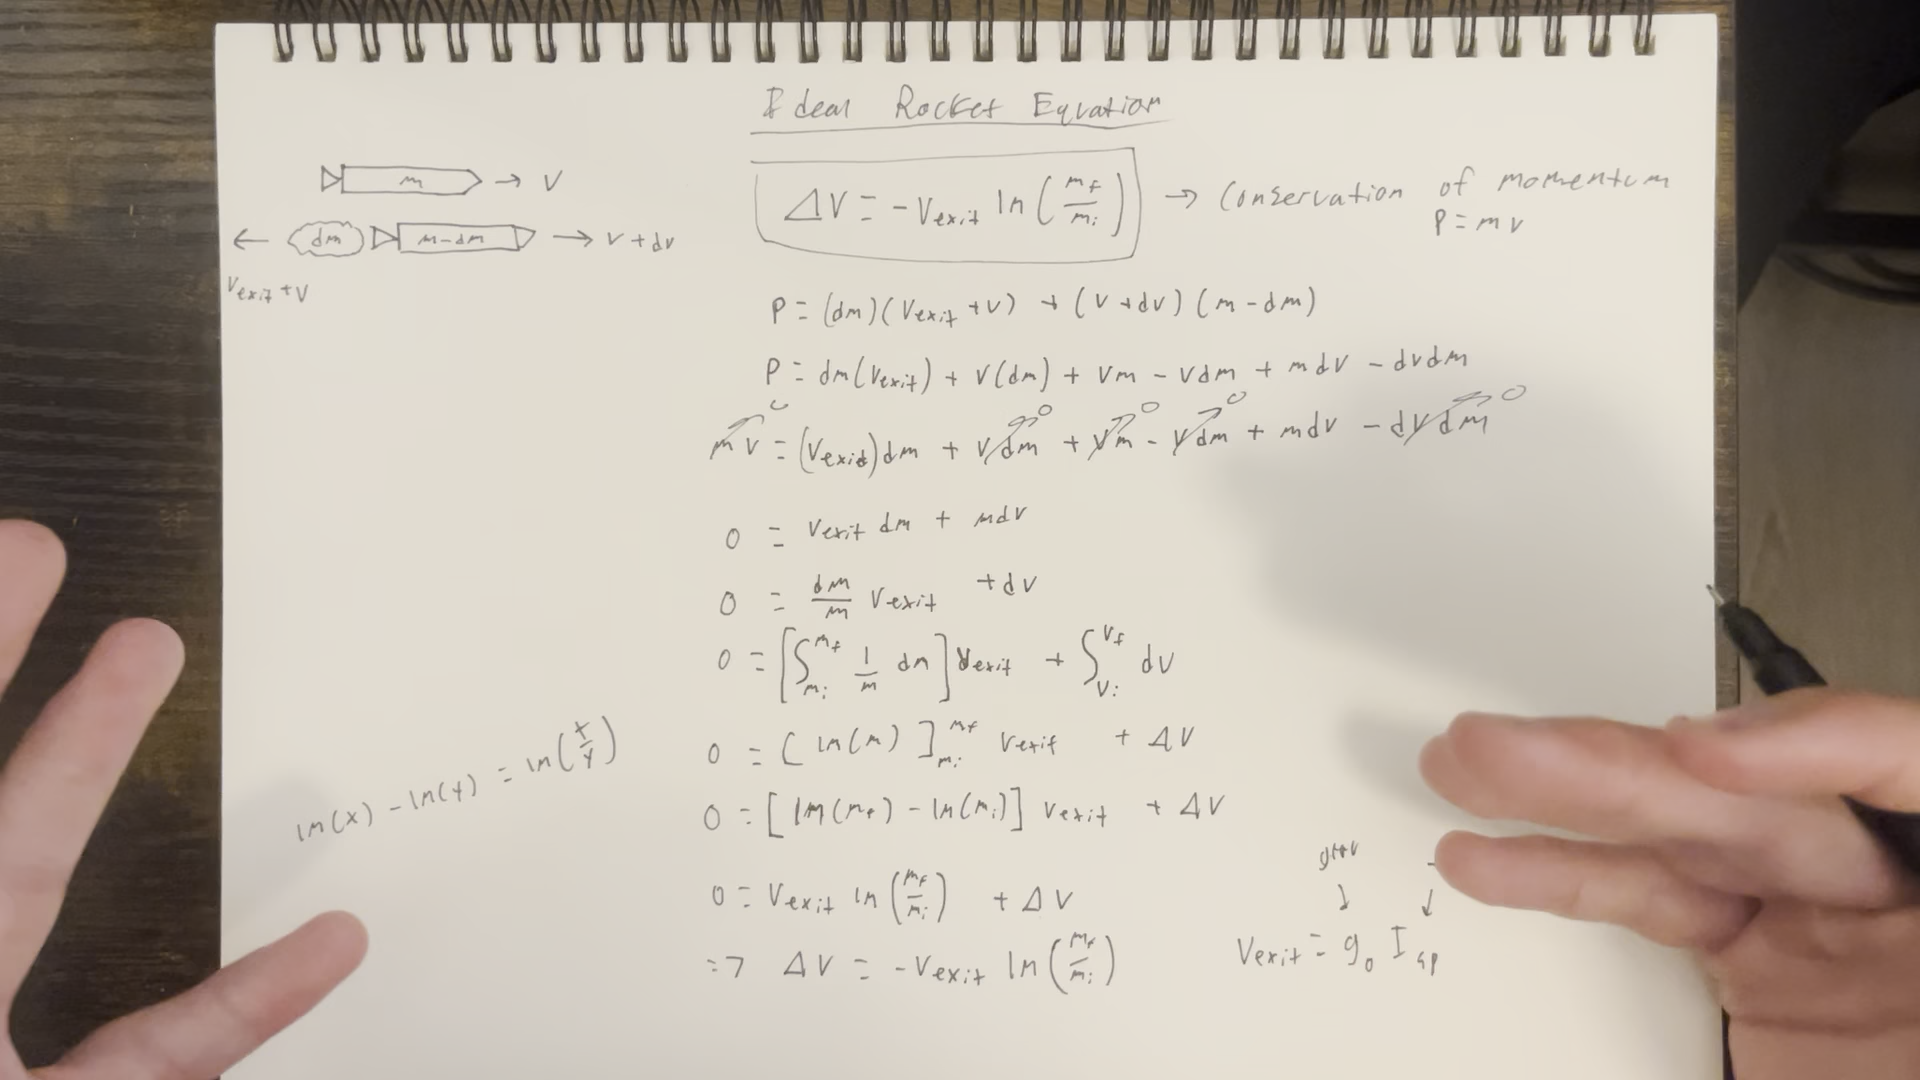 Ideal Rocket Equation
m → V
ΔV = -Vexit ln(mf/mi) → Conservation of momentum
P = mv
← dm m-dm → v + dv
Vexit + V
P = (dm)(Vexit + v) + (v + dv)(m - dm)
P = dm(Vexit) + v(dm) + vm - vdm + mdv - dvdm
mv = (Vexit)dm + vdm + vm - vdm + mdv - dvdm
0 = Vexit dm + mdv
0 = dm/m Vexit + dv
0 = [∫mi^mf 1/m dm] Vexit + ∫Vi^Vf dv
0 = [ln(m)]mi^mf Vexit + ΔV
ln(x) - ln(y) = ln(x/y)
0 = [ln(mf) - ln(mi)] Vexit + ΔV
0 = Vexit ln(mf/mi) + ΔV
=> ΔV = -Vexit ln(mf/mi)
Vexit = g0 Isp